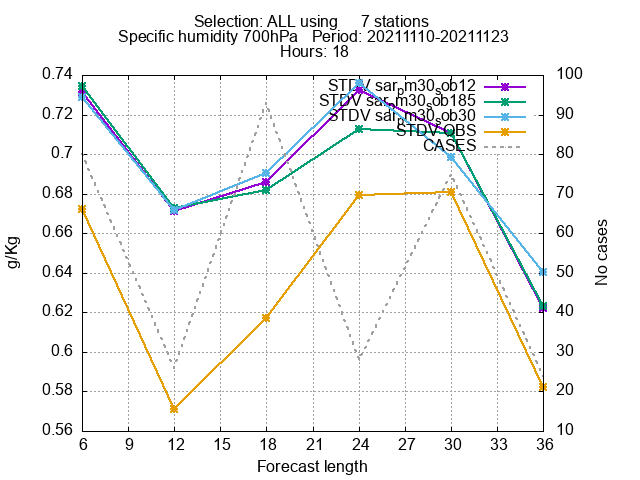 Selection: ALL using 7 stations
Specific humidity 700hPa Period: 20211110-20211123
Hours: 18
0.74
0.72
0.7
0.68
0.66
0.64
0.62
0.6
0.58
0.56
g/Kg
STDV sarpm30sob12
STDV sarpm30sob185
STDV sarpm30sob30
STDV OBS
CASES
100
90
80
70
60
50
40
30
20
10
No cases
6 9 12 15 18 21 24 27 30 33 36
Forecast length